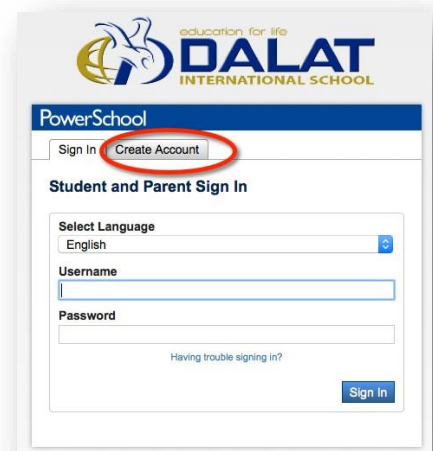 education for life
DALAT
INTERNATIONAL SCHOOL
PowerSchool
Sign In
Create Account
Student and Parent Sign In
Select Language
English
Username
Password
Having trouble signing in?
Sign In